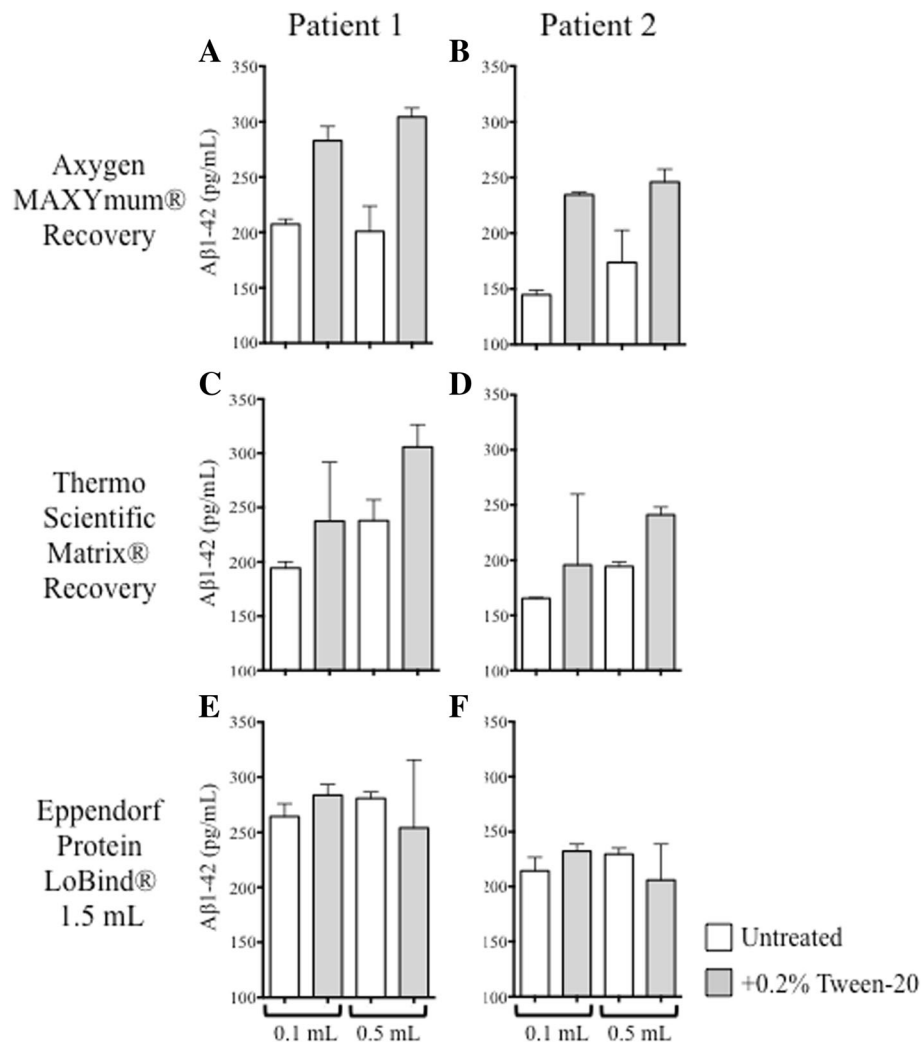 Patient 1 Patient 2
A B
350
300
250
200
150
100
Aβ1-42 (pg/mL)
350
300
250
200
150
100
Axygen
MAXYmum®
Recovery
C D
350
300
250
200
150
100
Aβ1-42 (pg/mL)
350
300
250
200
150
100
Thermo
Scientific
Matrix®
Recovery
E F
350
300
250
200
150
100
Aβ1-42 (pg/mL)
350
300
250
200
150
100
Eppendorf
Protein
LoBind®
1.5 mL
0.1 mL 0.5 mL 0.1 mL 0.5 mL
Untreated
+0.2% Tween-20